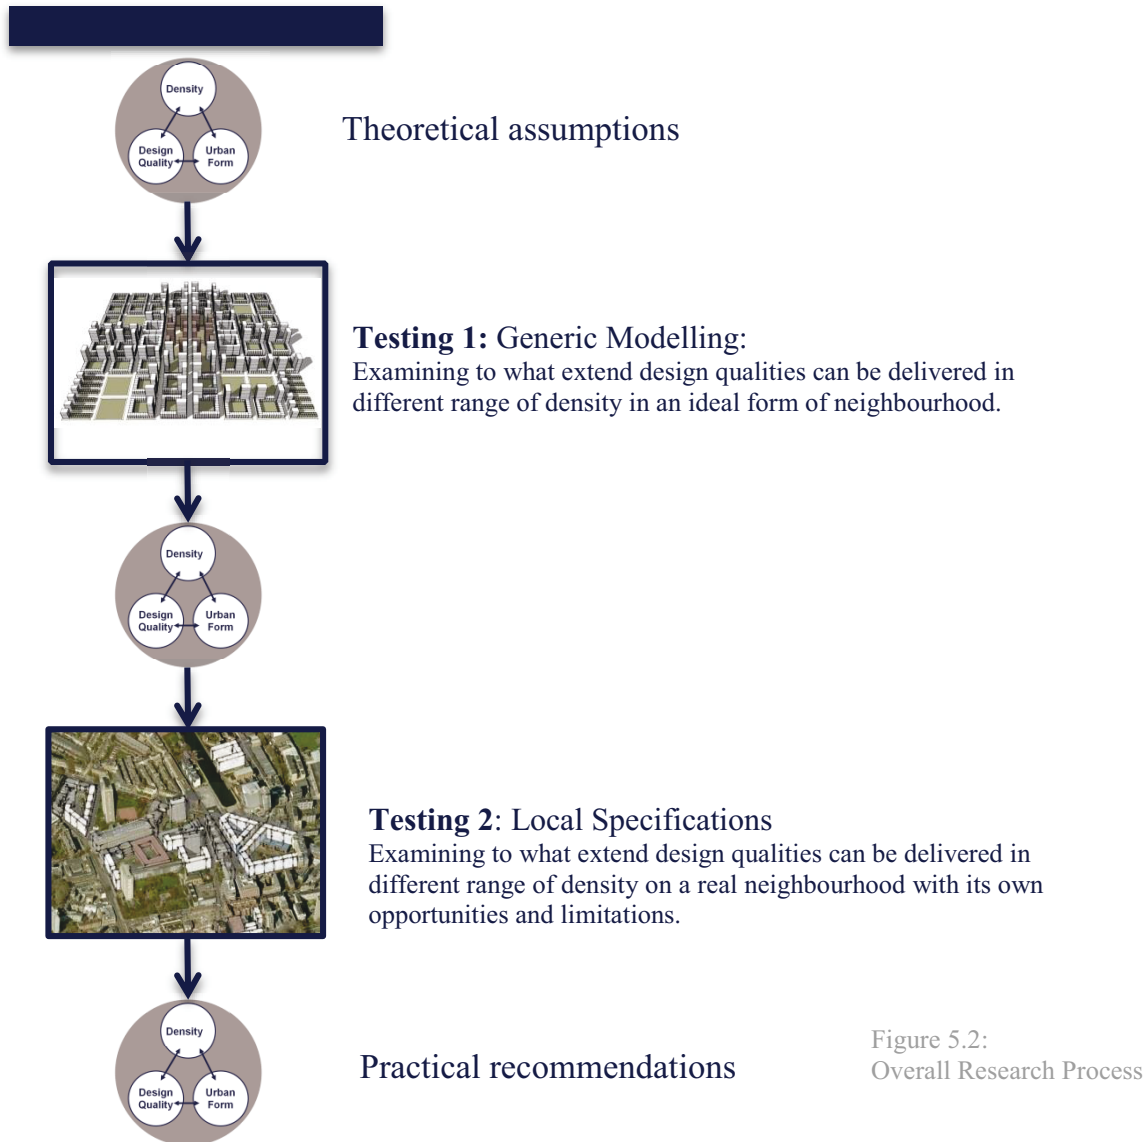 Density
Design
Quality
Urban
Form
Theoretical assumptions
Testing 1: Generic Modelling:
Examining to what extend design qualities can be delivered in
different range of density in an ideal form of neighbourhood.
Density
Design
Quality
Urban
Form
Testing 2: Local Specifications
Examining to what extend design qualities can be delivered in
different range of density on a real neighbourhood with its own
opportunities and limitations.
Density
Design
Quality
Urban
Form
Practical recommendations
Figure 5.2:
Overall Research Process